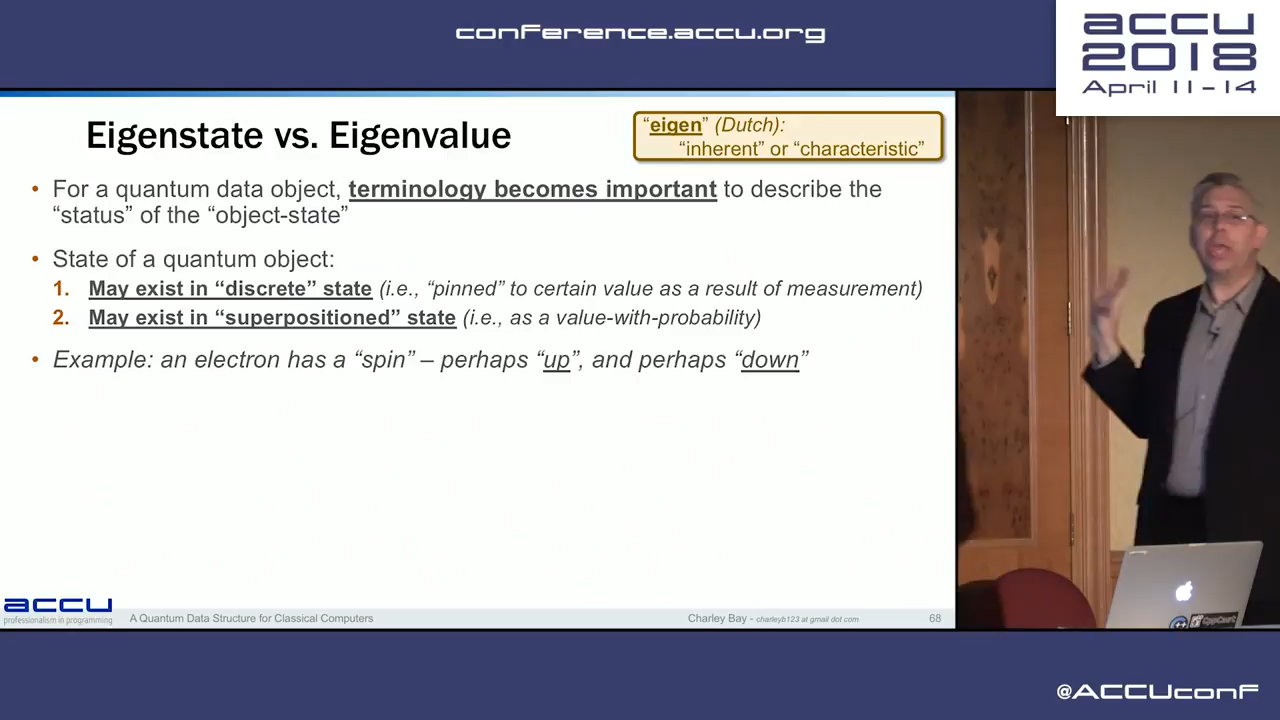 conference.accu.org
accu
2018
April 11-14
Eigenstate vs. Eigenvalue
“eigen” (Dutch):
“inherent” or “characteristic”
• For a quantum data object, terminology becomes important to describe the
“status” of the “object-state”
• State of a quantum object:
1. May exist in “discrete” state (i.e., “pinned” to certain value as a result of measurement)
2. May exist in “superpositioned” state (i.e., as a value-with-probability)
• Example: an electron has a “spin” – perhaps “up”, and perhaps “down”
accu
professionalism in programming
A Quantum Data Structure for Classical Computers
Charley Bay - charleyb123 at gmail dot com
68
CppCast
@ACCUconf